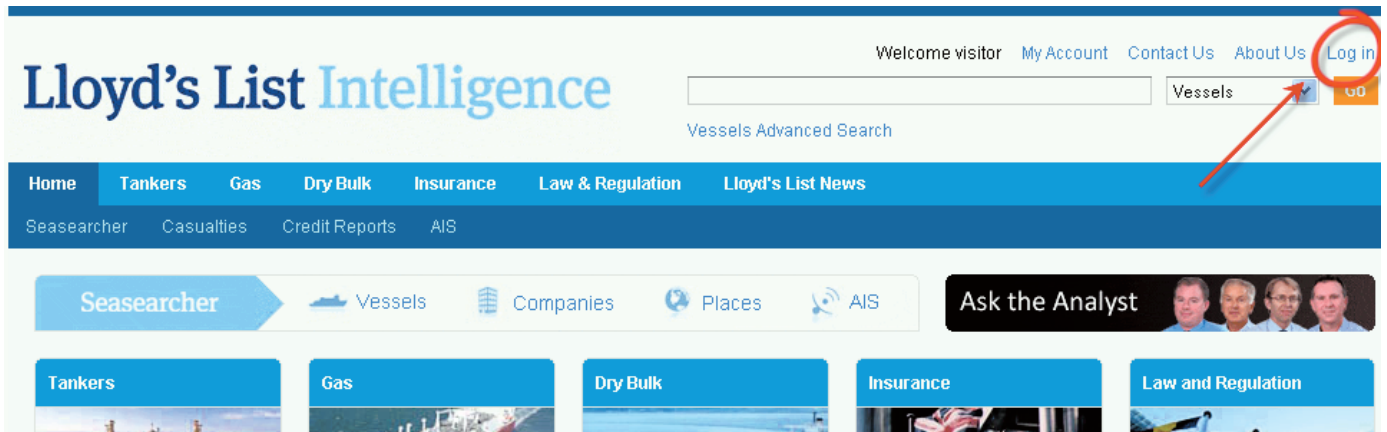 Welcome visitor My Account Contact Us About Us Log in
Lloyd's List Intelligence
Vessels GO
Vessels Advanced Search
Home Tankers Gas Dry Bulk Insurance Law & Regulation Lloyd's List News
Seasearcher Casualties Credit Reports AIS
Seasearcher Vessels Companies Places AIS Ask the Analyst
Tankers Gas Dry Bulk Insurance Law and Regulation